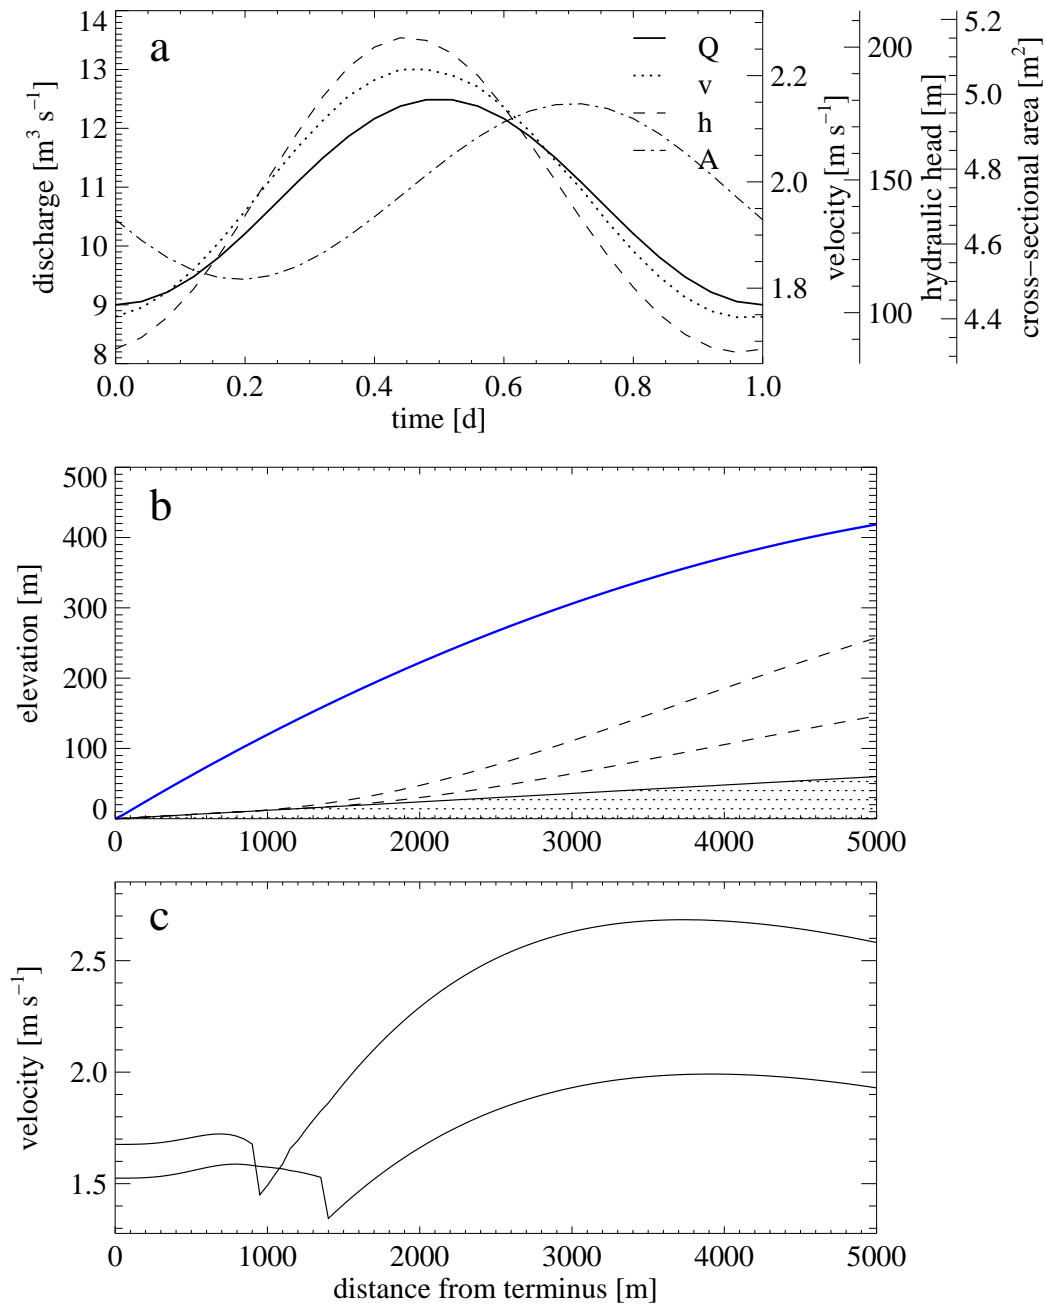 a
14
13
12
11
10
9
8
discharge [m³ s⁻¹]
Q
v
h
A
2.2
2.0
1.8
velocity [m s⁻¹]
200
150
100
hydraulic head [m]
5.2
5.0
4.8
4.6
4.4
cross−sectional area [m²]
0.0 0.2 0.4 0.6 0.8 1.0
time [d]
b
500
400
300
200
100
0
elevation [m]
0 1000 2000 3000 4000 5000
c
2.5
2.0
1.5
velocity [m s⁻¹]
0 1000 2000 3000 4000 5000
distance from terminus [m]